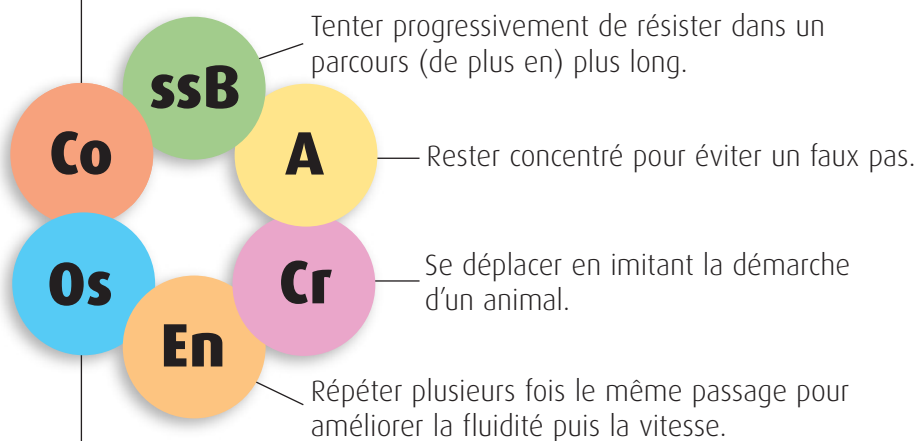 Tenter progressivement de résister dans un
parcours (de plus en) plus long.
ssB
Co
A
Rester concentré pour éviter un faux pas.
Os
Cr
Se déplacer en imitant la démarche
d'un animal.
En
Répéter plusieurs fois le même passage pour
améliorer la fluidité puis la vitesse.